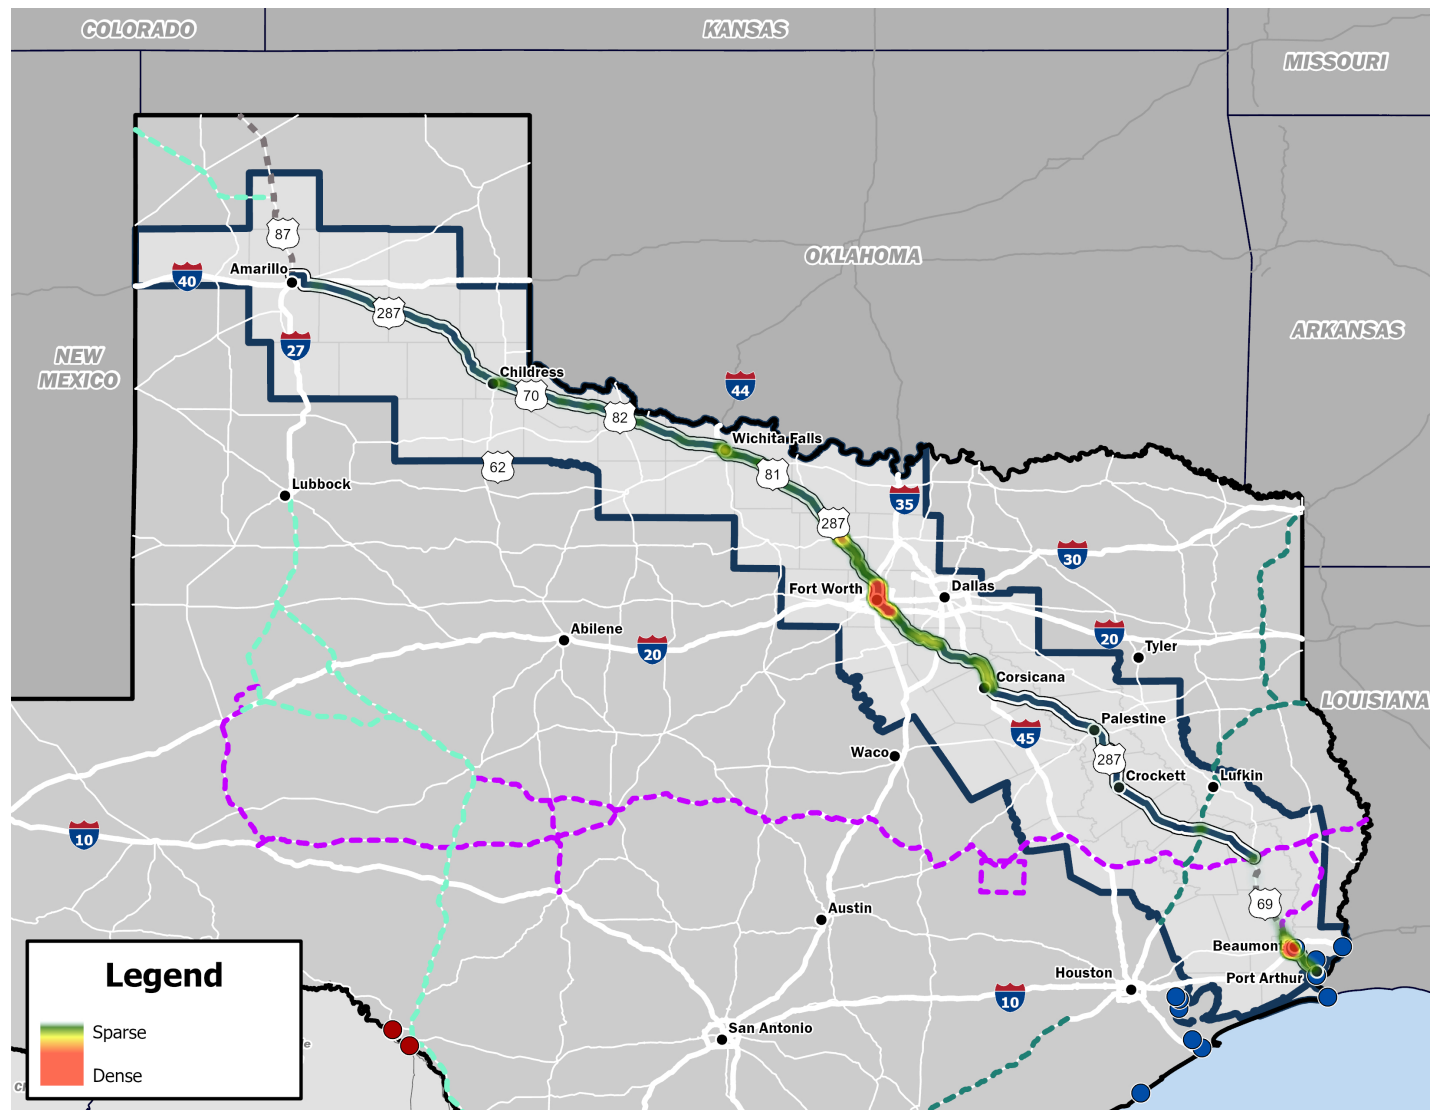 COLORADO
KANSAS
MISSOURI
87
OKLAHOMA
Amarillo
40
287
ARKANSAS
27
NEW
MEXICO
Childress
44
70
82
Wichita Falls
62
81
Lubbock
35
287
30
Fort Worth
Dallas
Abilene
20
20
Tyler
Corsicana
LOUISIANA
Palestine
45
Waco
287
Crockett
Lufkin
10
69
Austin
Beaumont
Houston
Port Arthur
10
San Antonio
Legend
Sparse
Dense